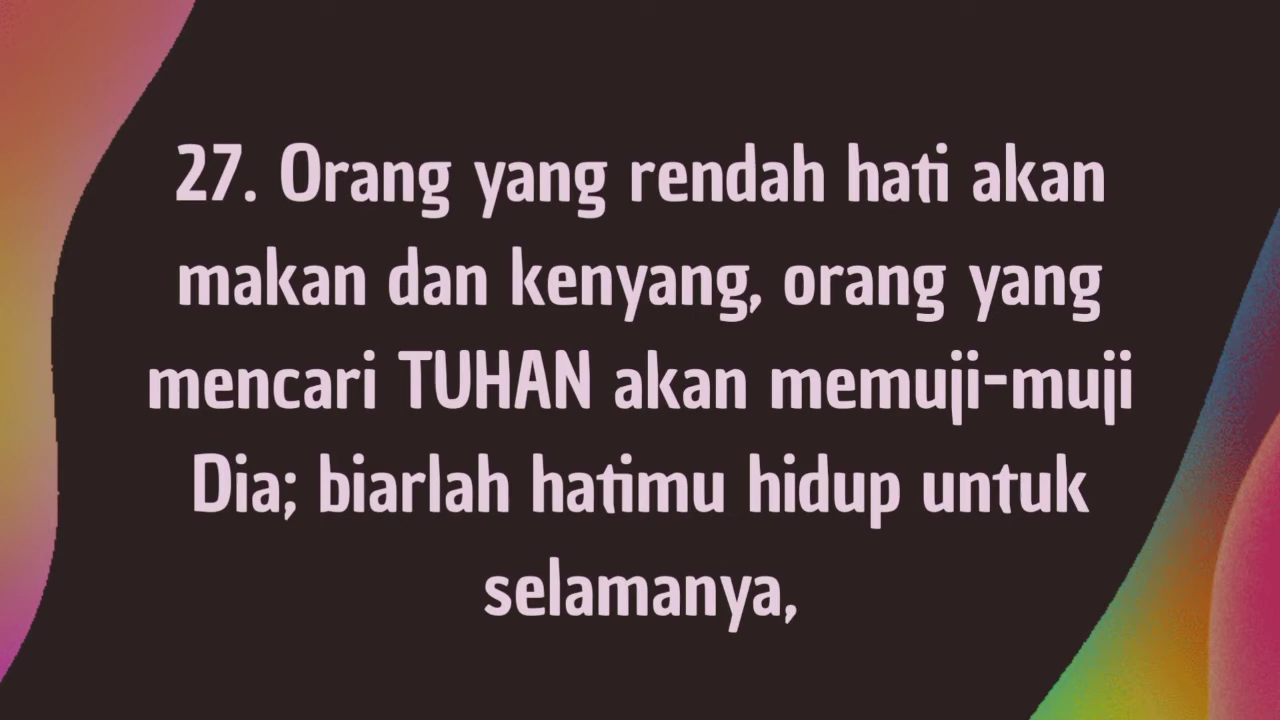 27. Orang yang rendah hati akan
makan dan kenyang, orang yang
mencari TUHAN akan memuji-muji
Dia; biarlah hatimu hidup untuk
selamanya,